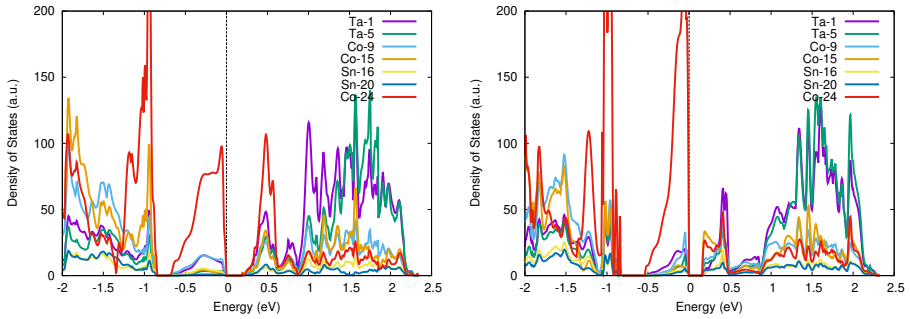 200
150
100
50
0
-2
-1.5
-1
-0.5
0
0.5
1
1.5
2
2.5
Density of States (a.u.)
Energy (eV)
Ta-1
Ta-5
Co-9
Co-15
Sn-16
Sn-20
Co-24
200
150
100
50
0
-2
-1.5
-1
-0.5
0
0.5
1
1.5
2
2.5
Density of States (a.u.)
Energy (eV)
Ta-1
Ta-5
Co-9
Co-15
Sn-16
Sn-20
Co-24